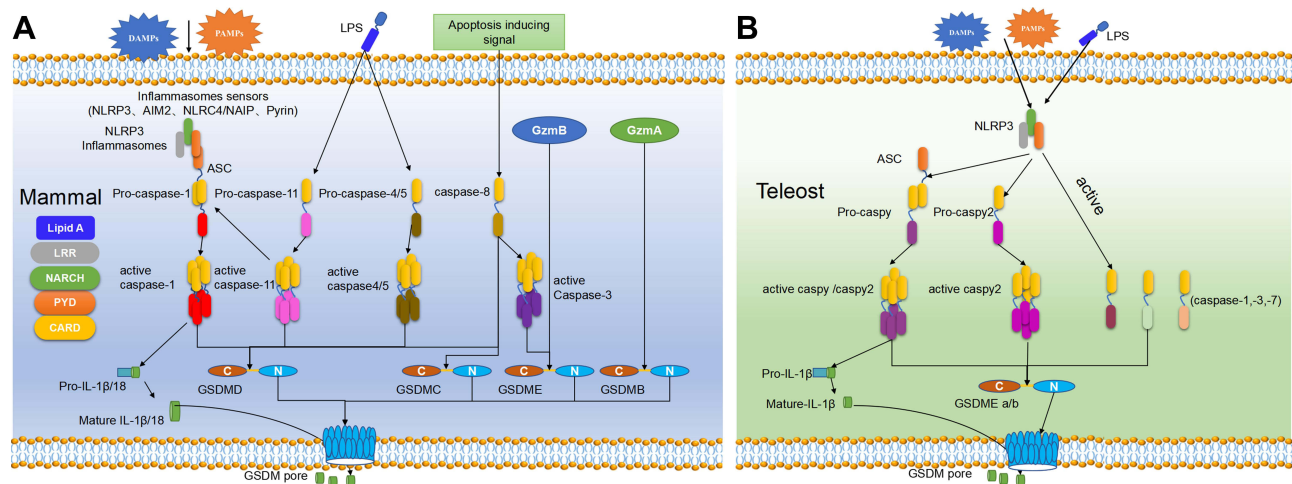 A
DAMPs
PAMPs
LPS
Apoptosis inducing
signal
Inflammasomes sensors
(NLRP3、AIM2、NLRC4/NAIP、Pyrin)
NLRP3
Inflammasomes
ASC
GzmB
GzmA
Mammal
Pro-caspase-1
Pro-caspase-11
Pro-caspase-4/5
caspase-8
Lipid A
LRR
NARCH
PYD
CARD
active
caspase-1
active
caspase-11
active
caspase4/5
active
Caspase-3
Pro-IL-1β/18
Mature IL-1β/18
C
N
GSDMD
C
N
GSDMC
C
N
GSDME
C
N
GSDMB
GSDM pore
B
DAMPs
PAMPs
LPS
NLRP3
ASC
Teleost
active
Pro-caspy
Pro-caspy2
active caspy /caspy2
active caspy2
(caspase-1,-3,-7)
Pro-IL-1β
Mature-IL-1β
C
N
GSDME a/b
GSDM pore